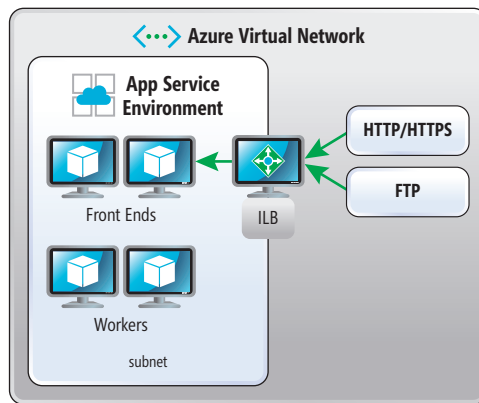 Azure Virtual Network
App Service
Environment
HTTP/HTTPS
FTP
Front Ends
ILB
Workers
subnet